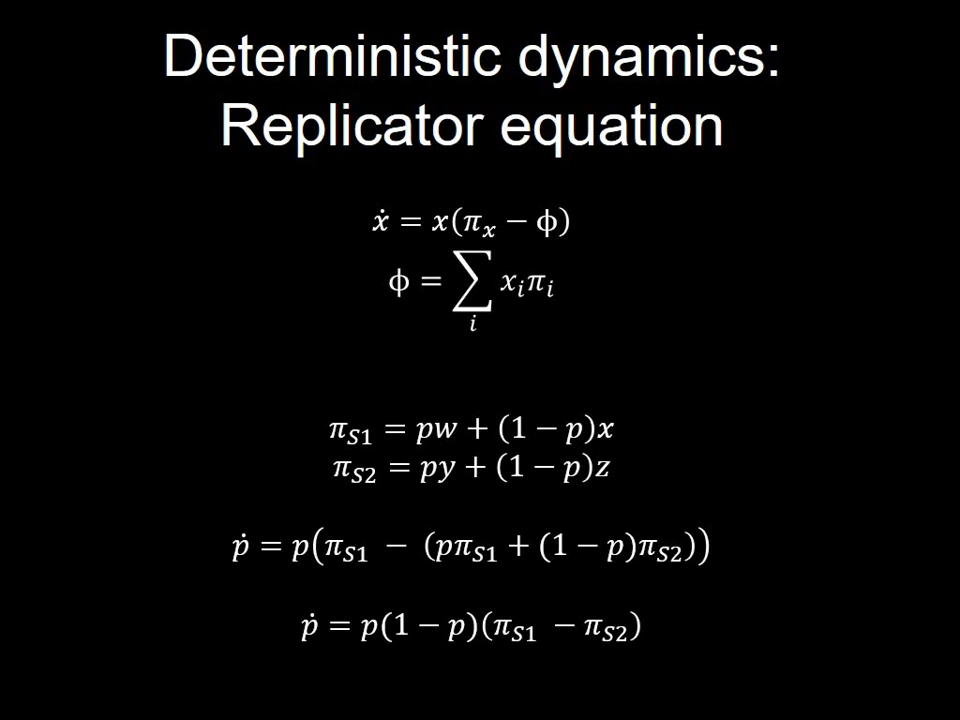 Deterministic dynamics:
Replicator equation
ẋ = x(π_x − ϕ)
ϕ = ∑_i x_i π_i
π_S1 = pw + (1 − p)x
π_S2 = py + (1 − p)z
ṗ = p(π_S1 − (pπ_S1 + (1 − p)π_S2))
ṗ = p(1 − p)(π_S1 − π_S2)